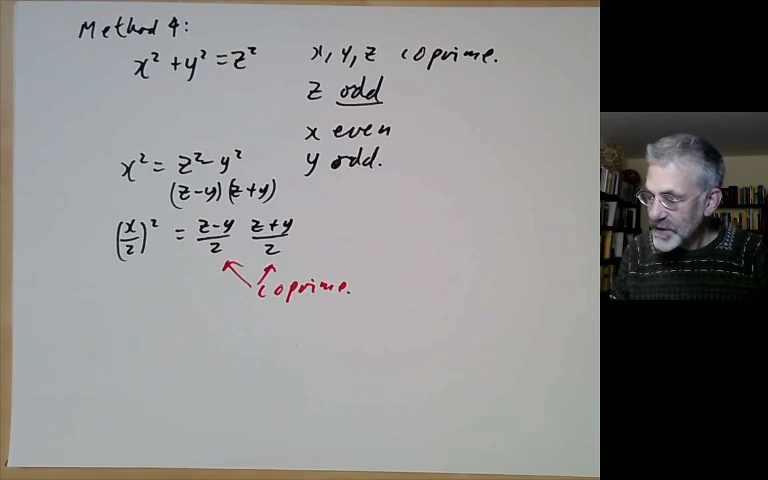 Method 4:
x² + y² = z² x, y, z coprime.
z odd
x even
x² = z² - y² y odd.
(z-y)(z+y)
(x/2)² = z-y/2 z+y/2
coprime.